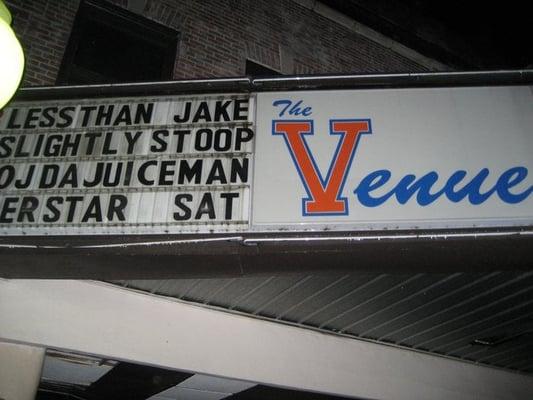 LESS THAN JAKE
SLIGHTLY STOOP
OJ DA JUICEMAN
ERSTAR SAT
The
Venue